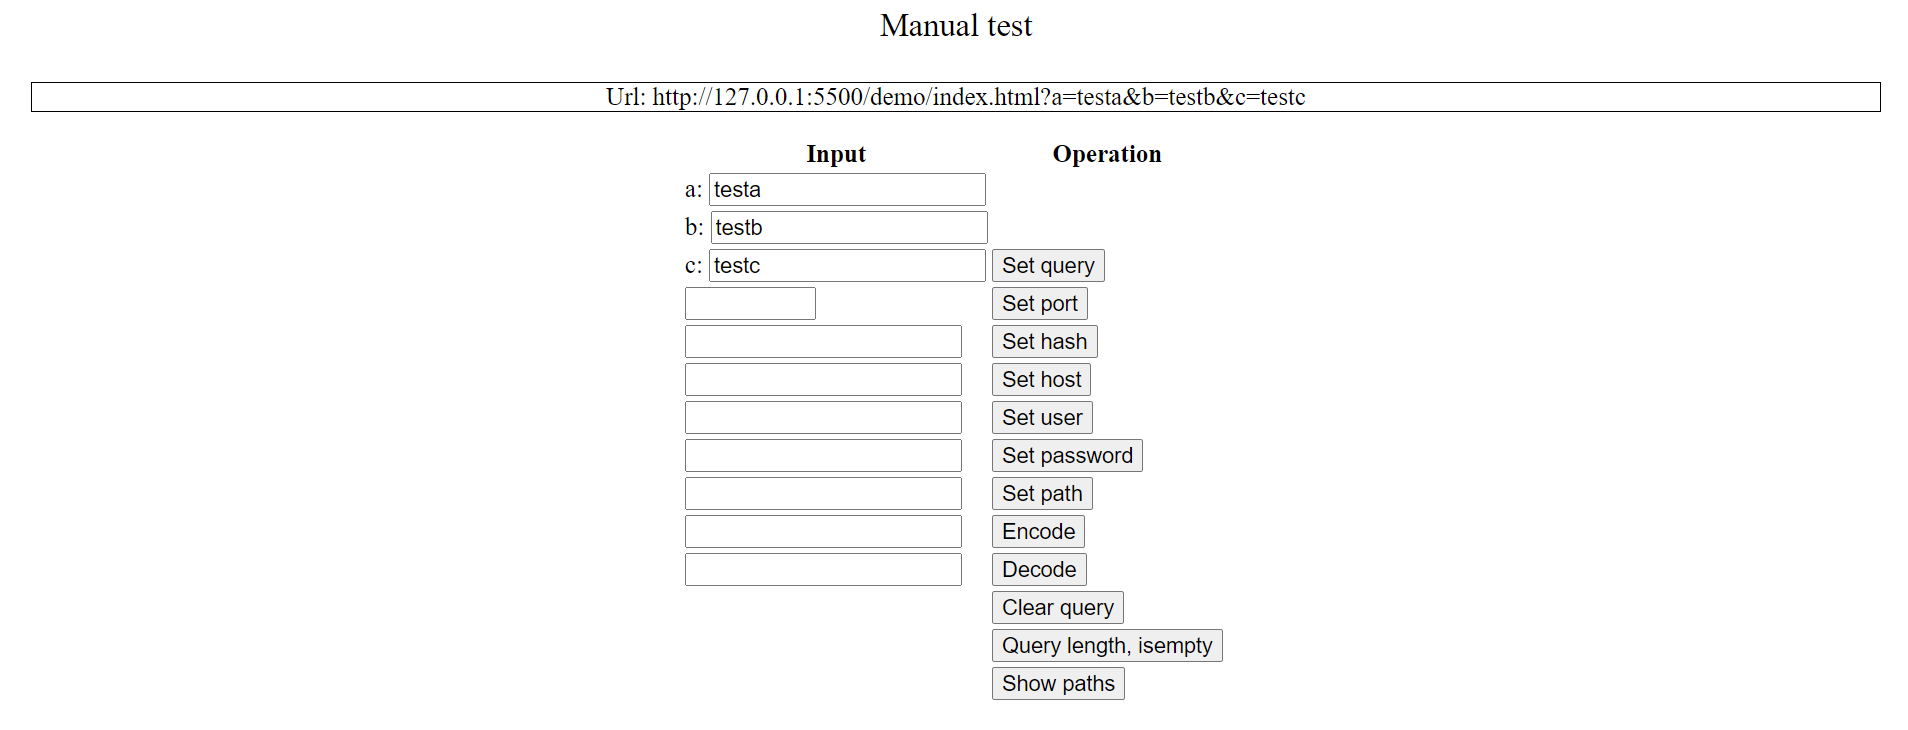 Manual test
Url: http://127.0.0.1:5500/demo/index.html?a=testa&b=testb&c=testc
Input Operation
a: testa
b: testb
c: testc Set query
Set port
Set hash
Set host
Set user
Set password
Set path
Encode
Decode
Clear query
Query length, isempty
Show paths